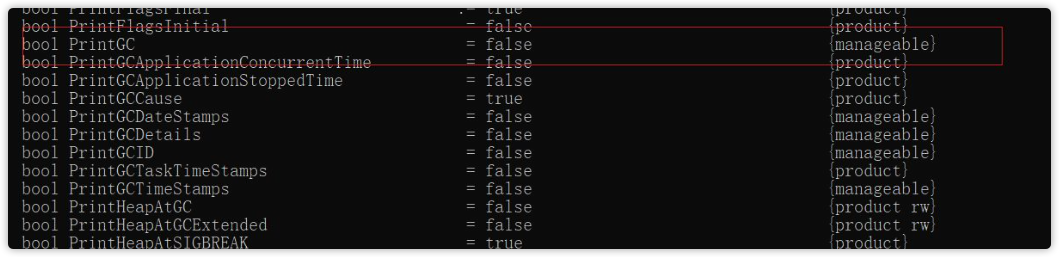 bool PrintFlagsFinal := true {product}
bool PrintFlagsInitial = false {product}
bool PrintGC = false {manageable}
bool PrintGCApplicationConcurrentTime = false {product}
bool PrintGCApplicationStoppedTime = false {product}
bool PrintGCCause = true {product}
bool PrintGCDateStamps = false {manageable}
bool PrintGCDetails = false {manageable}
bool PrintGCID = false {manageable}
bool PrintGCTaskTimeStamps = false {product}
bool PrintGCTimeStamps = false {manageable}
bool PrintHeapAtGC = false {product rw}
bool PrintHeapAtGCExtended = false {product rw}
bool PrintHeapAtSIGBREAK = true {product}